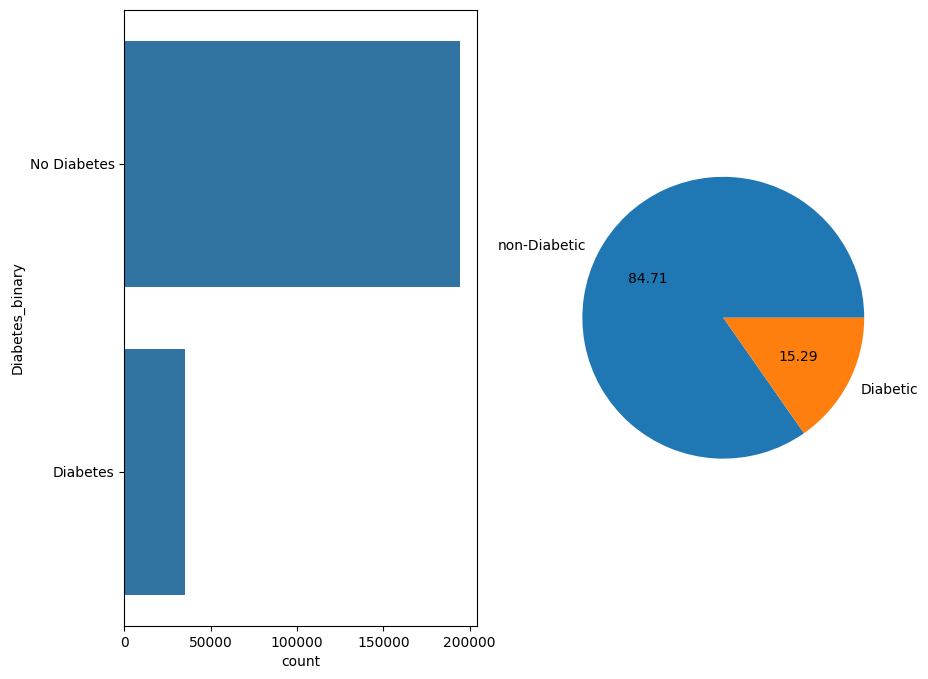 Diabetes_binary
No Diabetes
Diabetes
0
50000
100000
150000
200000
count
non-Diabetic
84.71
15.29
Diabetic